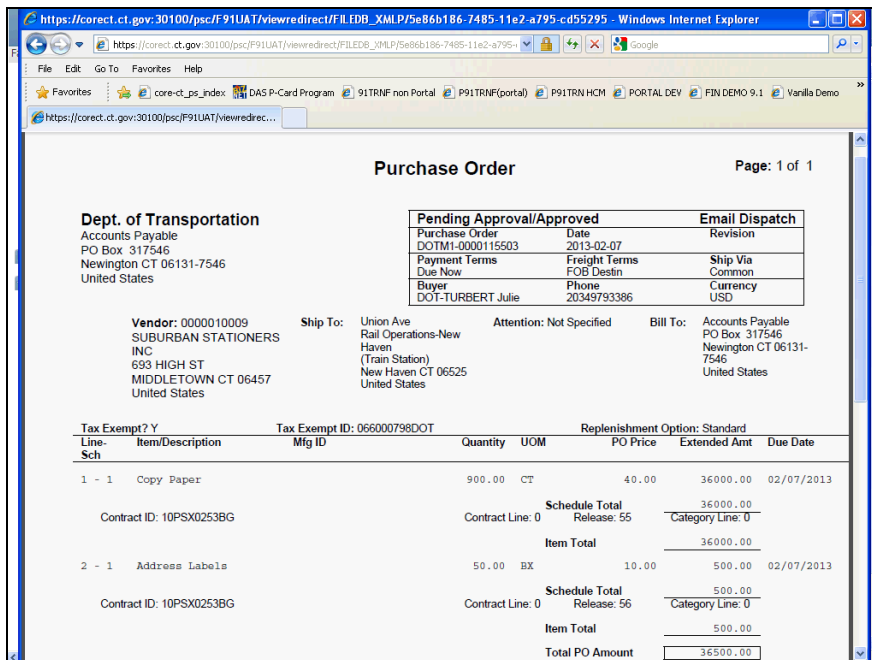 https://corect.ct.gov:30100/psc/F91UAT/viewredirect/FILEDB_XMLP/5e86b186-7485-11e2-a795-cd55295 - Windows Internet Explorer
https://corect.ct.gov:30100/psc/F91UAT/viewredirect/FILEDB_XMLP/5e86b186-7485-11e2-a795-c Google
File Edit Go To Favorites Help
Favorites core-ct_ps_index DAS P-Card Program 91TRNF non Portal P91TRNF(portal) P91TRN HCM PORTAL DEV FIN DEMO 9.1 Vanilla Demo »
https://corect.ct.gov:30100/psc/F91UAT/viewredirec...
Purchase Order Page: 1 of 1
Dept. of Transportation
Accounts Payable
PO Box 317546
Newington CT 06131-7546
United States
Pending Approval/Approved Email Dispatch
Purchase Order Date Revision
DOTM1-0000115503 2013-02-07
Payment Terms Freight Terms Ship Via
Due Now FOB Destin Common
Buyer Phone Currency
DOT-TURBERT Julie 20349793386 USD
Vendor: 0000010009
SUBURBAN STATIONERS
INC
693 HIGH ST
MIDDLETOWN CT 06457
United States
Ship To: Union Ave
Rail Operations-New
Haven
(Train Station)
New Haven CT 06525
United States
Attention: Not Specified
Bill To: Accounts Payable
PO Box 317546
Newington CT 06131-
7546
United States
Tax Exempt? Y Tax Exempt ID: 066000798DOT Replenishment Option: Standard
Line- Item/Description Mfg ID Quantity UOM PO Price Extended Amt Due Date
Sch
1 - 1 Copy Paper 900.00 CT 40.00 36000.00 02/07/2013
Schedule Total 36000.00
Contract ID: 10PSX0253BG Contract Line: 0 Release: 55 Category Line: 0
Item Total 36000.00
2 - 1 Address Labels 50.00 BX 10.00 500.00 02/07/2013
Schedule Total 500.00
Contract ID: 10PSX0253BG Contract Line: 0 Release: 56 Category Line: 0
Item Total 500.00
Total PO Amount 36500.00